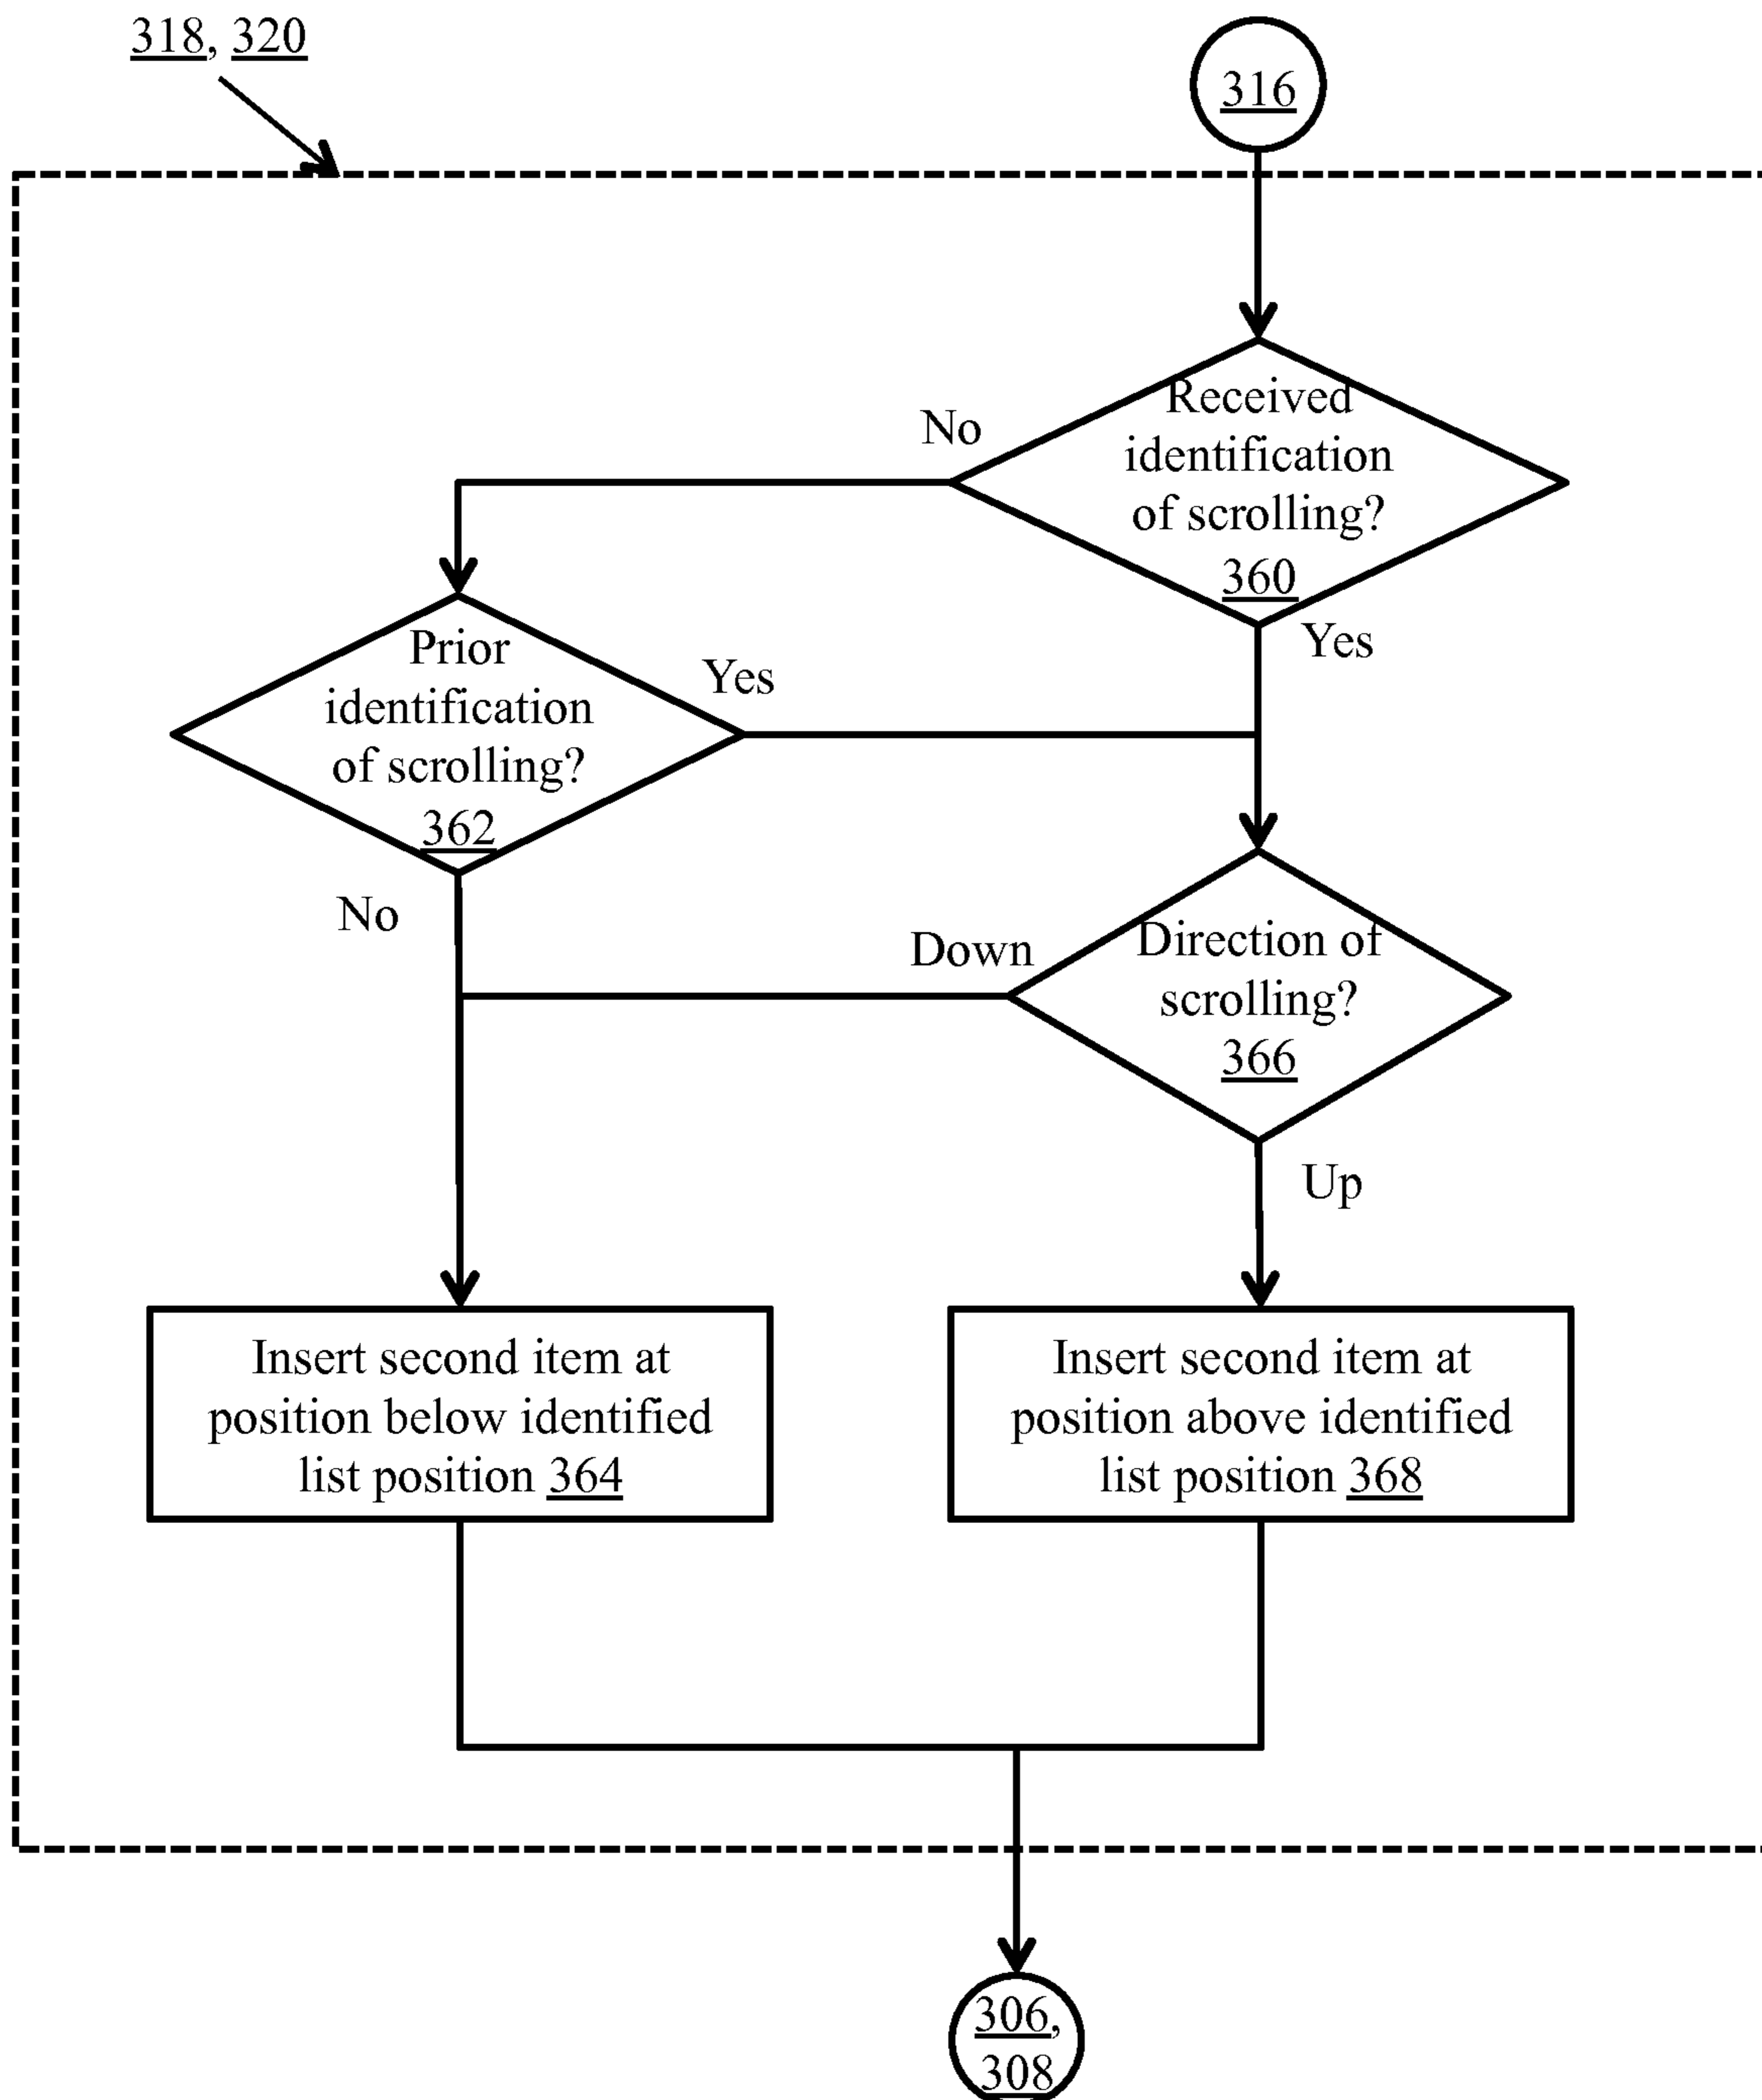 318, 320
316
No
Received
identification
of scrolling?
360
Yes
Prior
identification
of scrolling?
362
Yes
No
Down
Direction of
scrolling?
366
Up
Insert second item at
position below identified
list position 364
Insert second item at
position above identified
list position 368
306,
308